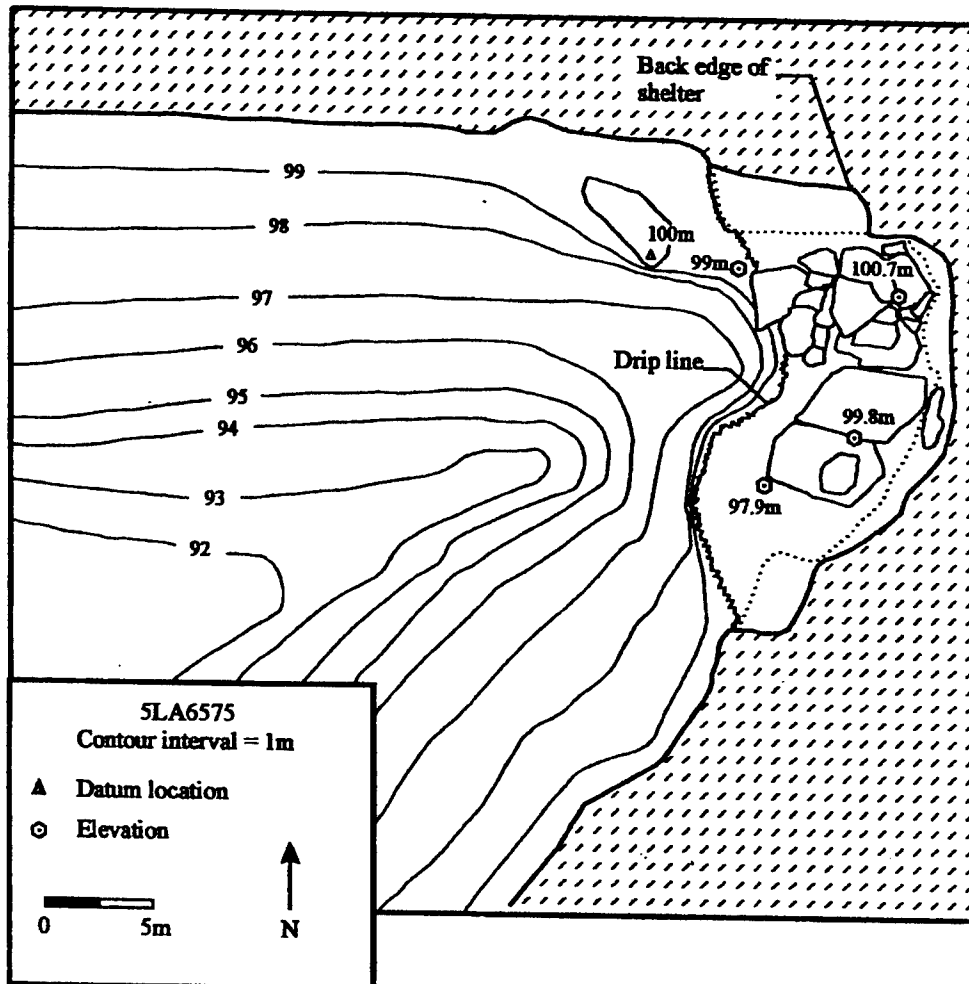 Back edge of
shelter
99
98
100m
99m
100.7m
97
96
Drip line
95
94
99.8m
93
97.9m
92
5LA6575
Contour interval = 1m
Datum location
Elevation
0 5m
N